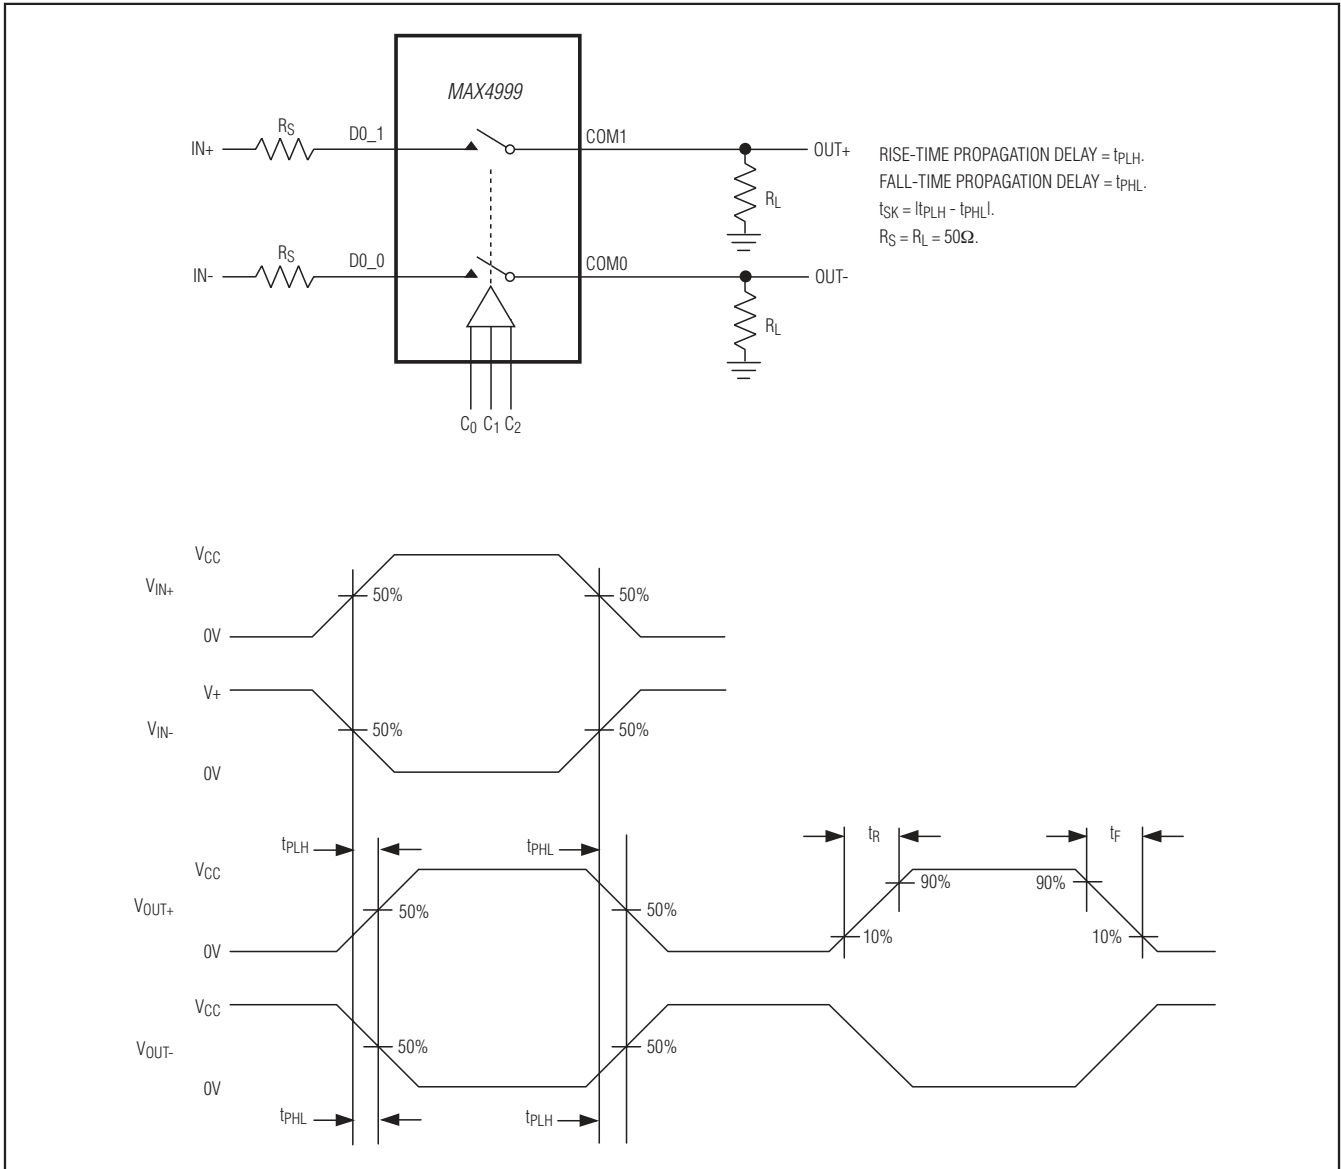 MAX4999
IN+
RS
D0_1
COM1
OUT+
RL
IN-
RS
D0_0
COM0
OUT-
RL
C0 C1 C2
RISE-TIME PROPAGATION DELAY = tPLH.
FALL-TIME PROPAGATION DELAY = tPHL.
tSK = |tPLH - tPHL|.
RS = RL = 50Ω.
VCC
VIN+
50%
50%
0V
V+
VIN-
50%
50%
0V
tPLH
tPHL
tR
tF
VCC
90%
90%
VOUT+
50%
50%
10%
10%
0V
VCC
VOUT-
50%
50%
0V
tPHL
tPLH